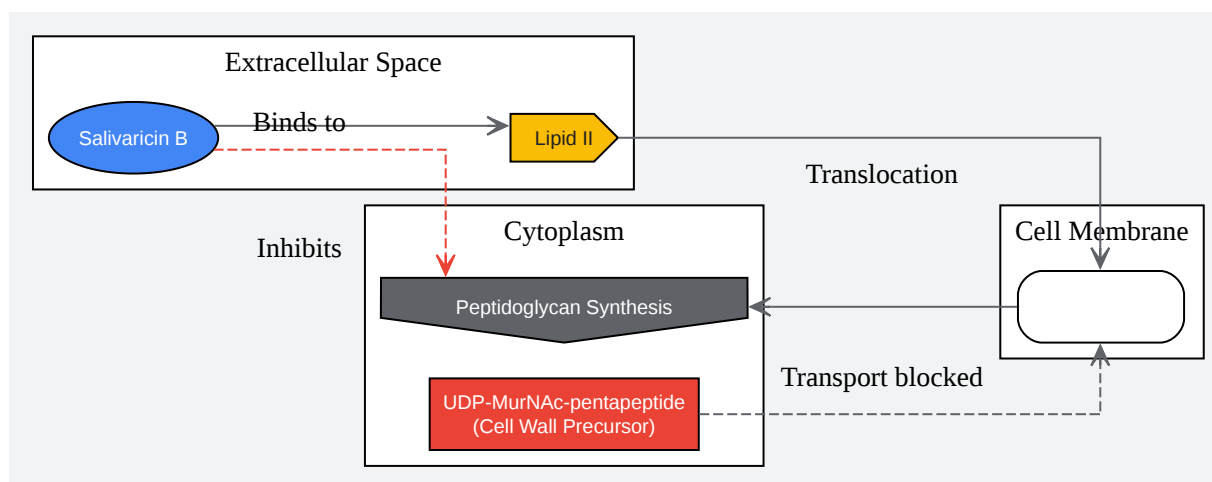 Extracellular Space
Salivaricin B
Binds to
Lipid II
Translocation
Inhibits
Cytoplasm
Cell Membrane
Peptidoglycan Synthesis
Transport blocked
UDP-MurNAc-pentapeptide
(Cell Wall Precursor)